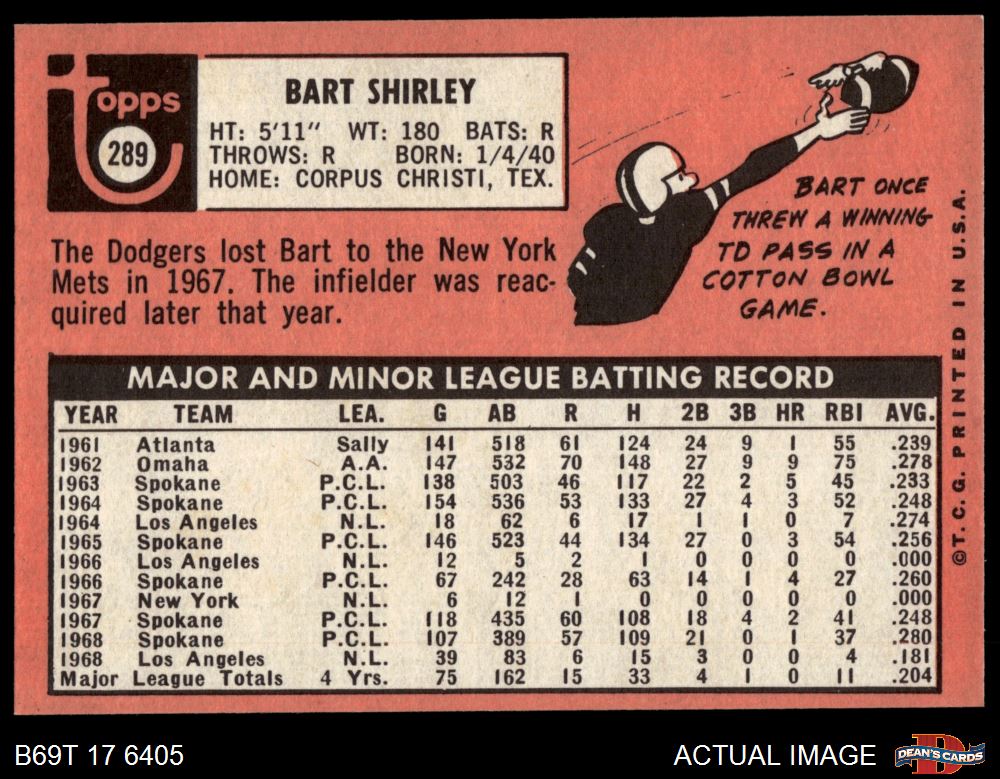 Topps
289
BART SHIRLEY
HT: 5'11" WT: 180 BATS: R
THROWS: R BORN: 1/4/40
HOME: CORPUS CHRISTI, TEX.
The Dodgers lost Bart to the New York
Mets in 1967. The infielder was reac-
quired later that year.
BART ONCE
THREW A WINNING
TD PASS IN A
COTTON BOWL
GAME.
MAJOR AND MINOR LEAGUE BATTING RECORD
YEAR TEAM LEA. G AB R H 2B 3B HR RBI AVG.
1961 Atlanta Sally 141 518 61 124 24 9 1 55 .239
1962 Omaha A.A. 147 532 70 148 27 9 9 75 .278
1963 Spokane P.C.L. 138 503 46 117 22 2 5 45 .233
1964 Spokane P.C.L. 154 536 53 133 27 4 3 52 .248
1964 Los Angeles N.L. 18 62 6 17 1 1 0 7 .274
1965 Spokane P.C.L. 146 523 44 134 27 0 3 54 .256
1966 Los Angeles N.L. 12 5 2 1 0 0 0 0 .000
1966 Spokane P.C.L. 67 242 28 63 14 1 4 27 .260
1967 New York N.L. 6 12 1 0 0 0 0 0 .000
1967 Spokane P.C.L. 118 435 60 108 18 4 2 41 .248
1968 Spokane P.C.L. 107 389 57 109 21 0 1 37 .280
1968 Los Angeles N.L. 39 83 6 15 3 0 0 4 .181
Major League Totals 4 Yrs. 75 162 15 33 4 1 0 11 .204
©T.C.G. PRINTED IN U.S.A.
B69T 17 6405
ACTUAL IMAGE
DEAN'S CARDS